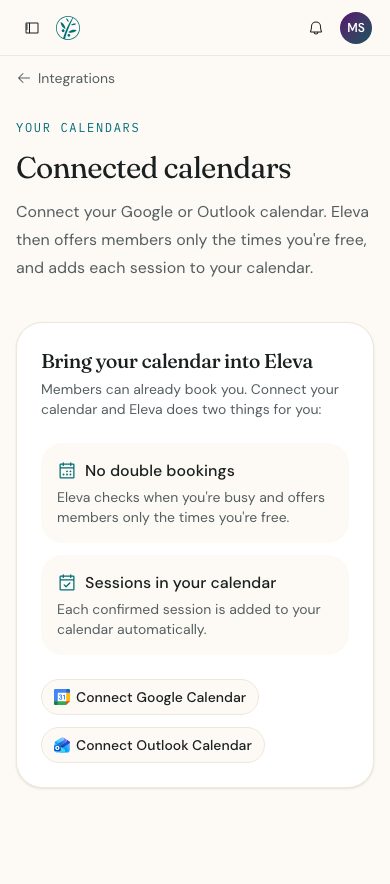 MS
Integrations
YOUR CALENDARS
Connected calendars
Connect your Google or Outlook calendar. Eleva
then offers members only the times you're free,
and adds each session to your calendar.
Bring your calendar into Eleva
Members can already book you. Connect your
calendar and Eleva does two things for you:
No double bookings
Eleva checks when you're busy and offers
members only the times you're free.
Sessions in your calendar
Each confirmed session is added to your
calendar automatically.
31 Connect Google Calendar
Connect Outlook Calendar